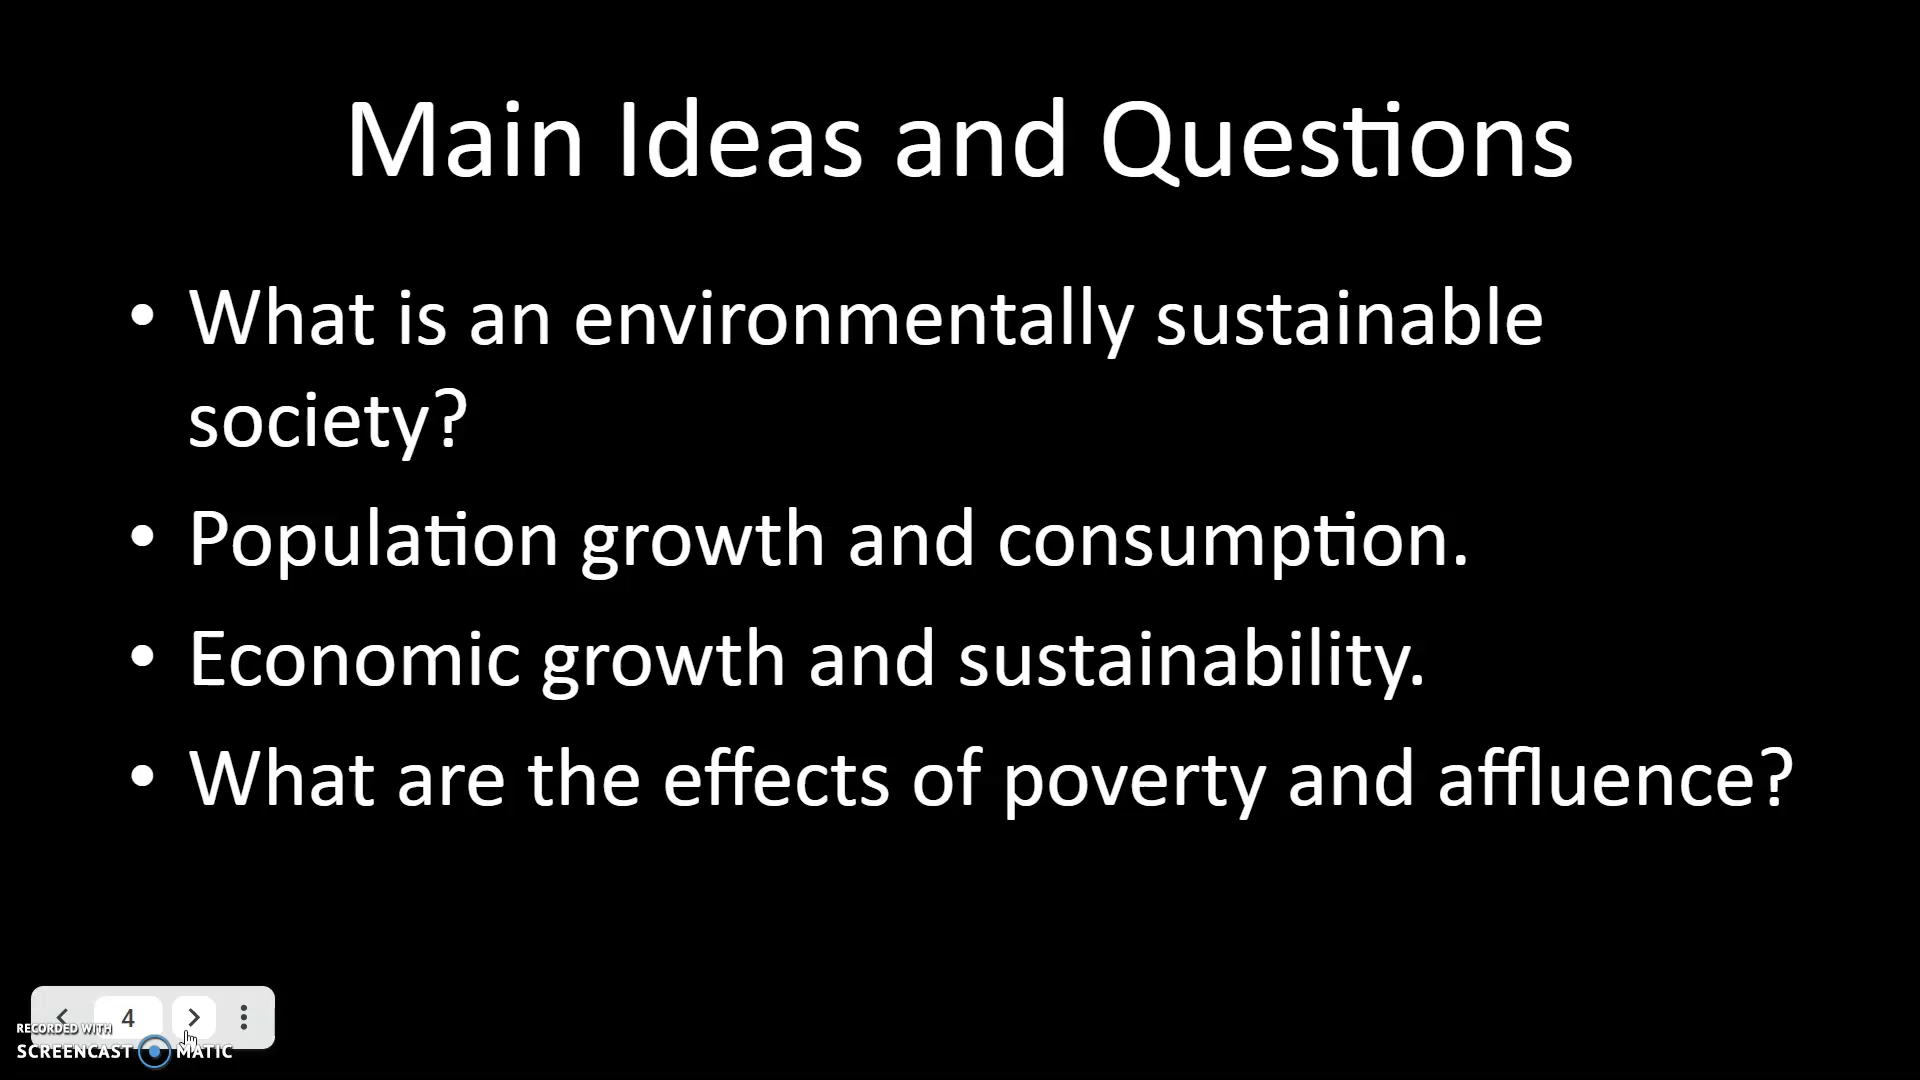 Main Ideas and Questions
• What is an environmentally sustainable
society?
• Population growth and consumption.
• Economic growth and sustainability.
• What are the effects of poverty and affluence?
4
RECORDED WITH
SCREENCAST MATIC